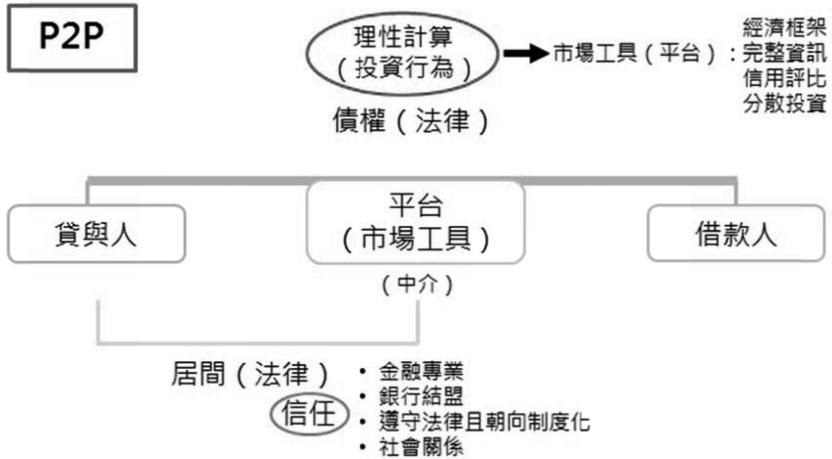 P2P
理性計算
（投資行為）
市場工具（平台）：
經濟框架
完整資訊
信用評比
分散投資
債權（法律）
貸與人
平台
（市場工具）
借款人
（中介）
居間（法律）
信任
• 金融專業
• 銀行結盟
• 遵守法律且朝向制度化
• 社會關係